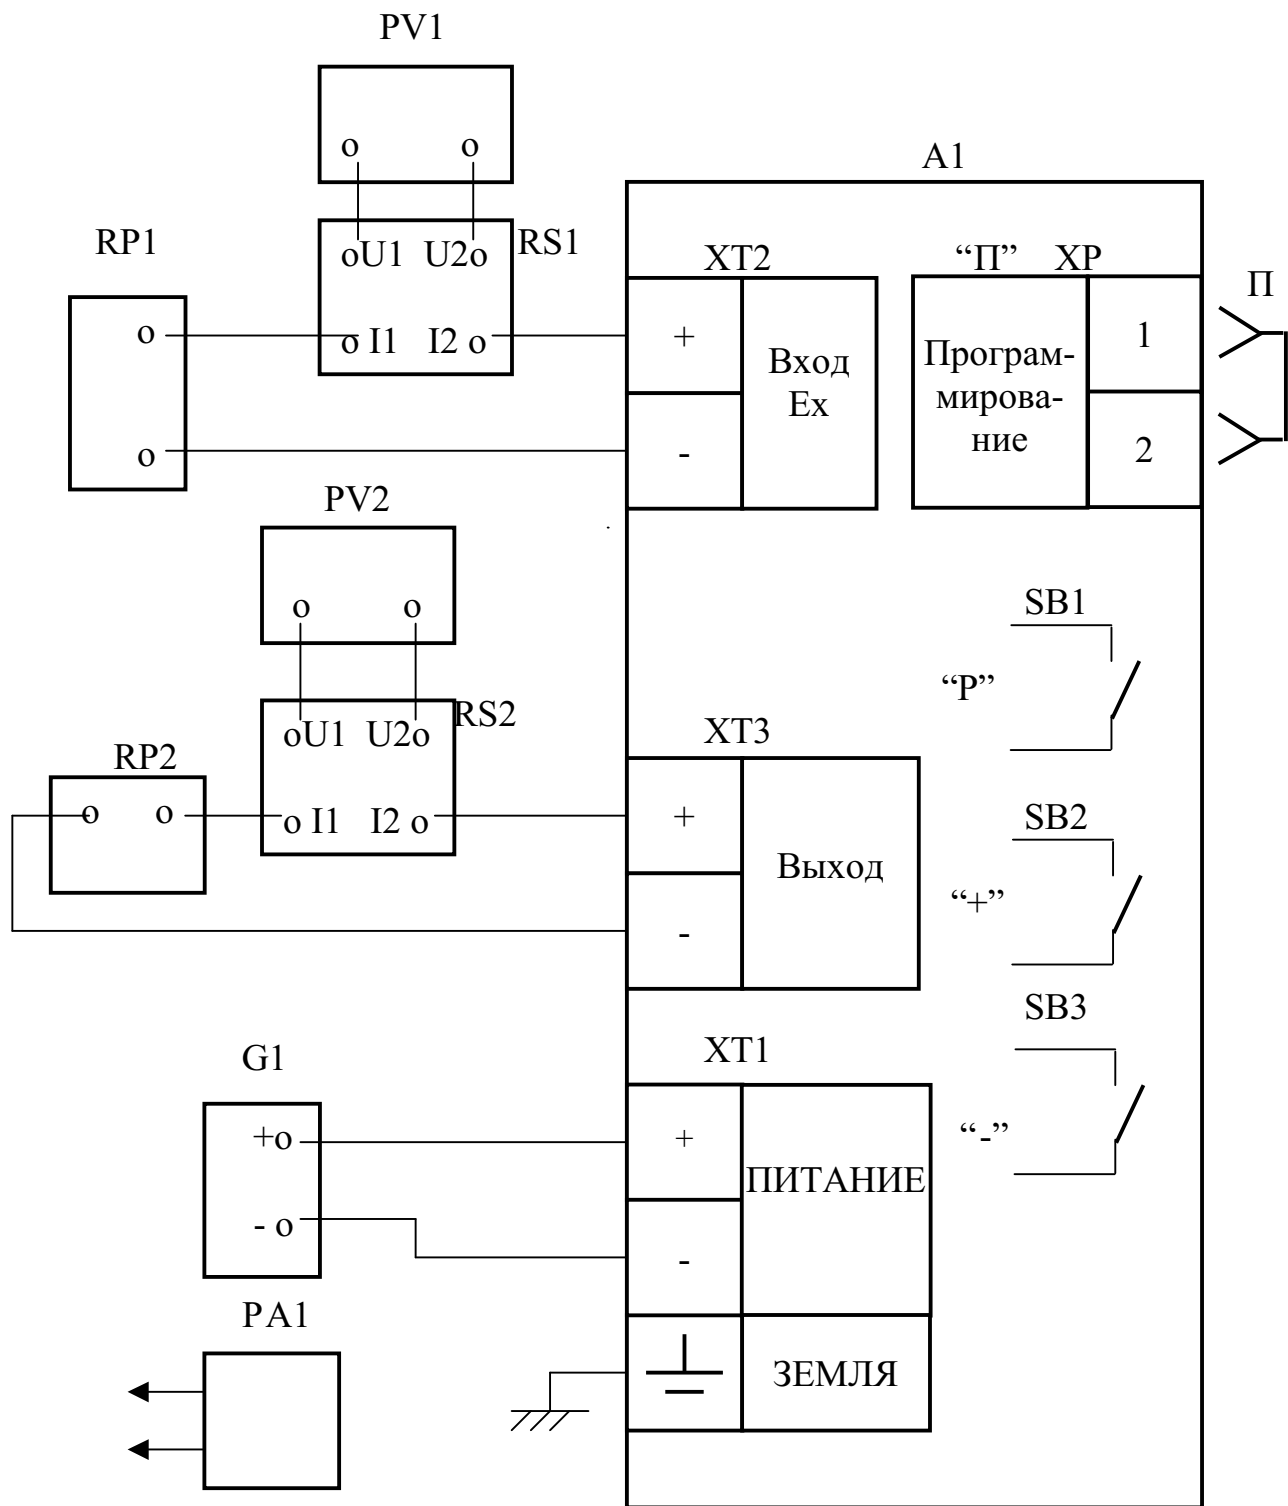 PV1
o o
A1
RP1
oU1 U2o RS1
XT2
“П” XP
П
o
o I1 I2 o
+
Вход
Ex
-
Програм-
мирова-
ние
1
2
o
PV2
o o
SB1
“P”
oU1 U2o RS2
XT3
RP2
o o
o I1 I2 o
+
Выход
-
SB2
“+”
SB3
“-”
G1
+o
- o
XT1
+
ПИТАНИЕ
-
PA1
ЗЕМЛЯ